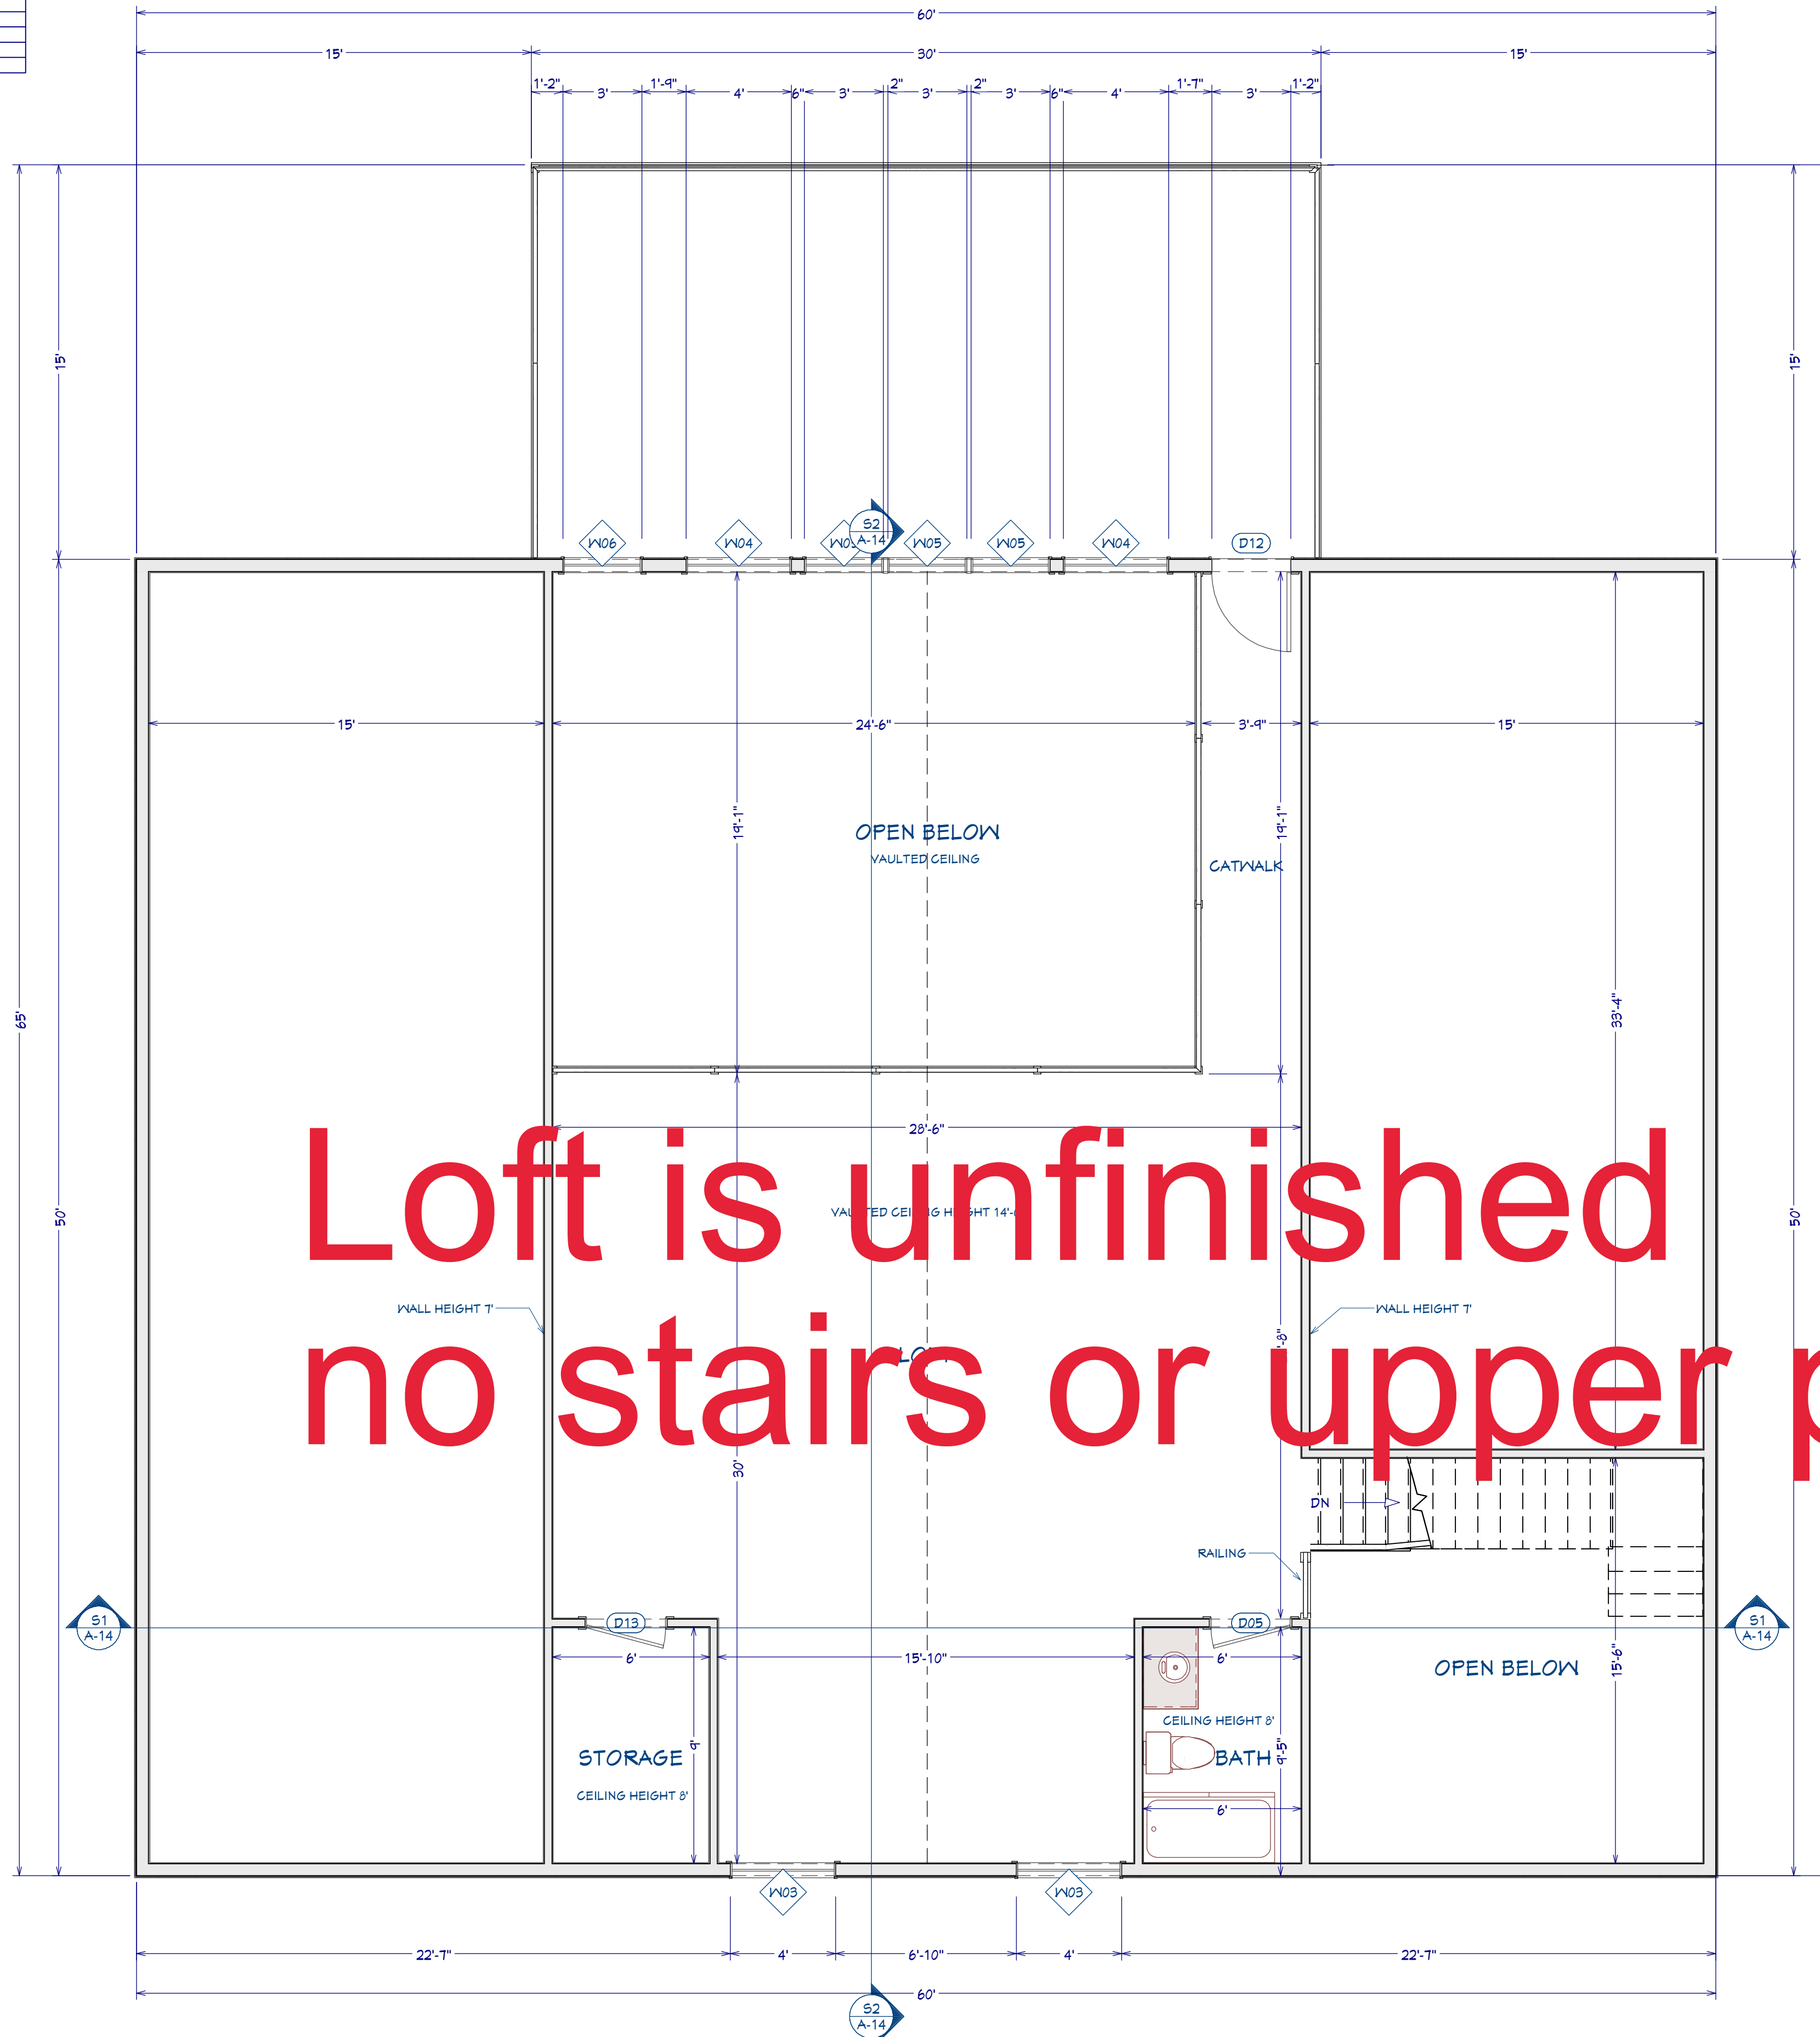 60'
15' 30' 15'
1'-2" 3' 1'-9" 4' 6" 3' 2" 3' 2" 3' 6" 4' 1'-7" 3' 1'-2"
15' 15'
S2
A-14
W06 W04 W05 W05 W04 D12
15' 24'-6" 3'-9" 15'
19'-1" 19'-1"
OPEN BELOW
VAULTED CEILING
CATWALK
65' 33'-4"
28'-6"
Loft is unfinished
VAULTED CEILING HEIGHT 14'-
50' 50'
WALL HEIGHT 7' WALL HEIGHT 7'
no stairs or upper p
30'
DN
RAILING
S1
A-14
D13 D05
S1
A-14
6' 15'-10" 6'
OPEN BELOW
15'-6"
CEILING HEIGHT 8'
STORAGE 9' BATH 9'-5"
CEILING HEIGHT 8'
6'
W03 W03
22'-7" 4' 6'-10" 4' 22'-7"
60'
S2
A-14